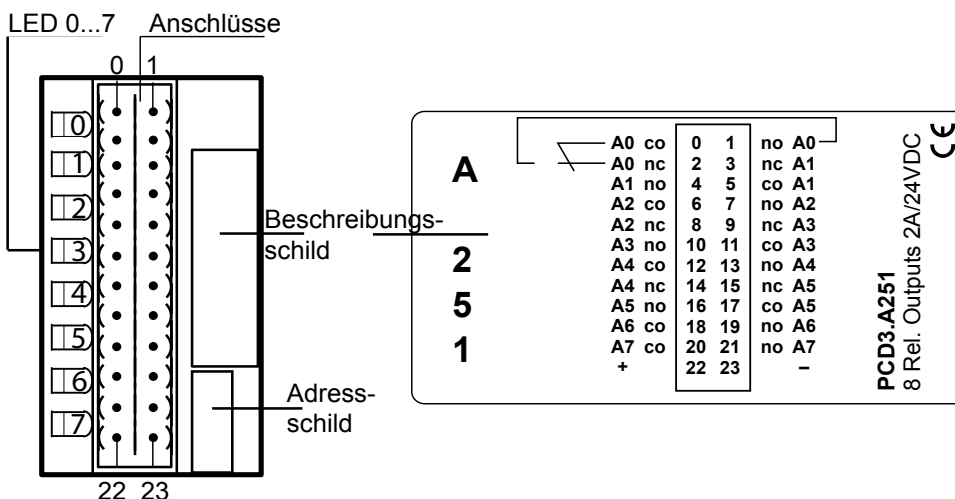 LED 0...7
Anschlüsse
0 1
0
1
2
3
4
5
6
7
22 23
Beschreibungs-
schild
Adress-
schild
A
2
5
1
A0 co 0 1 no A0
A0 nc 2 3 nc A1
A1 no 4 5 co A1
A2 co 6 7 no A2
A2 nc 8 9 nc A3
A3 no 10 11 co A3
A4 co 12 13 no A4
A4 nc 14 15 nc A5
A5 no 16 17 co A5
A6 co 18 19 no A6
A7 co 20 21 no A7
+ 22 23 –
PCD3.A251
8 Rel. Outputs 2A/24VDC
CE